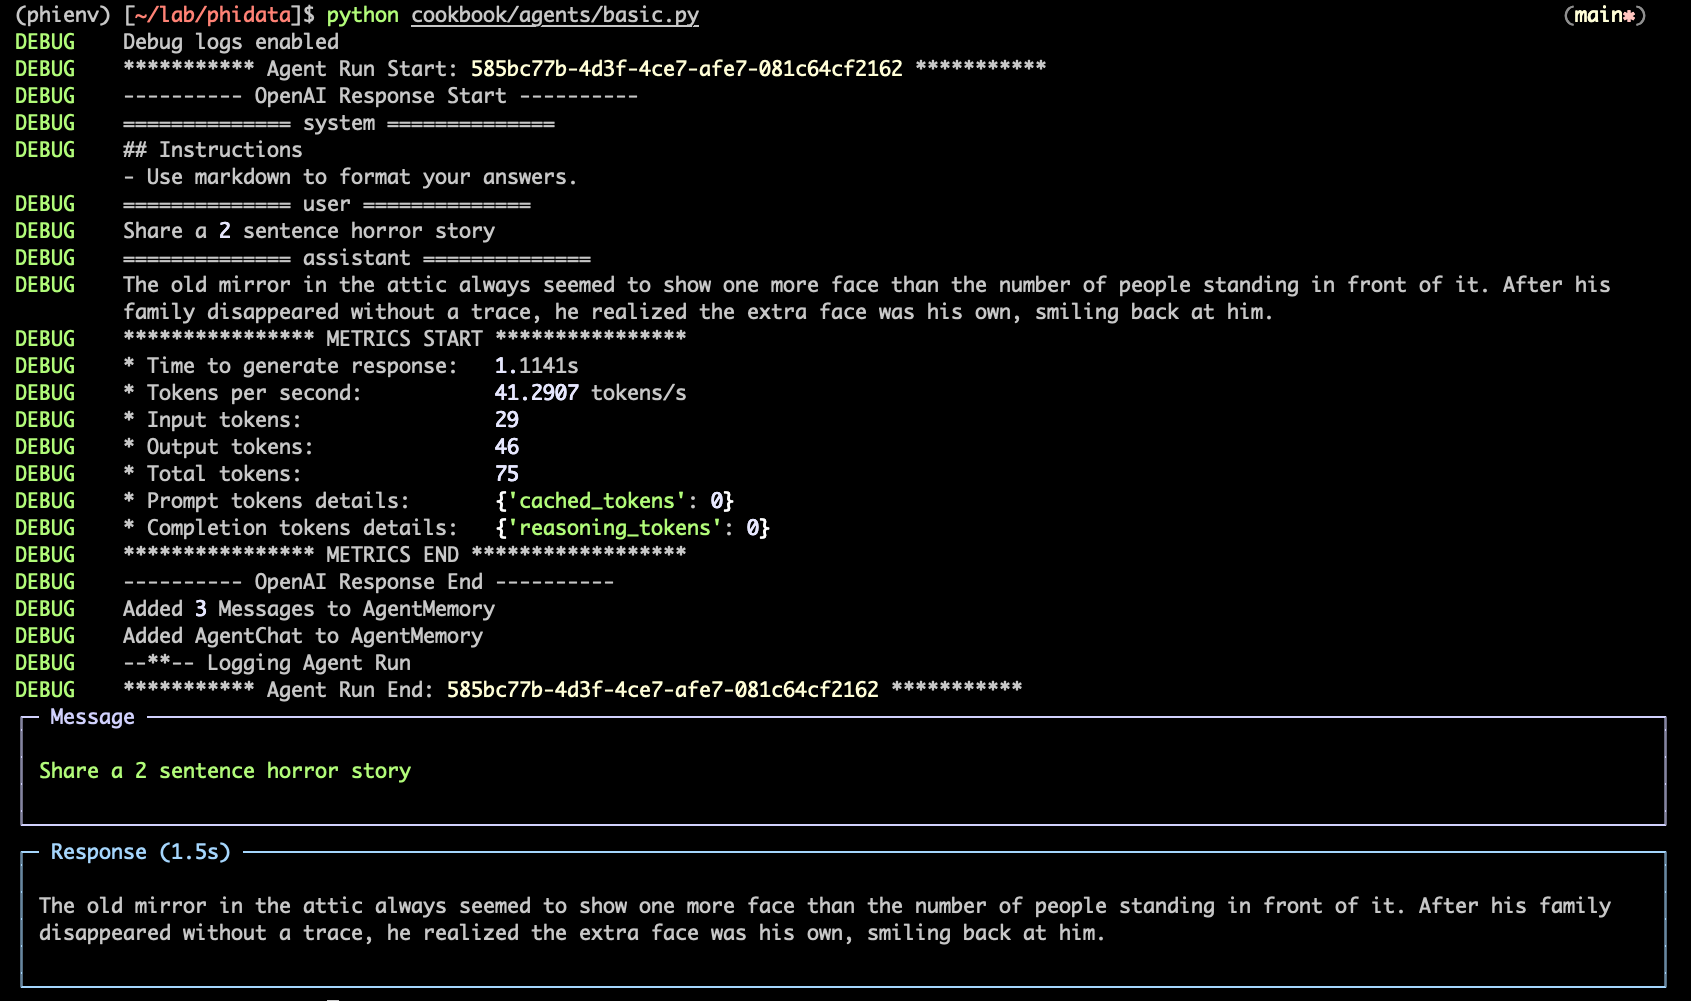 (phienv) [~/lab/phidata]$ python cookbook/agents/basic.py (main*)
DEBUG Debug logs enabled
DEBUG *********** Agent Run Start: 585bc77b-4d3f-4ce7-afe7-081c64cf2162 ***********
DEBUG ---------- OpenAI Response Start ----------
DEBUG ============== system ==============
DEBUG ## Instructions
- Use markdown to format your answers.
DEBUG ============== user ==============
DEBUG Share a 2 sentence horror story
DEBUG ============== assistant ==============
DEBUG The old mirror in the attic always seemed to show one more face than the number of people standing in front of it. After his
family disappeared without a trace, he realized the extra face was his own, smiling back at him.
DEBUG **************** METRICS START ****************
DEBUG * Time to generate response: 1.1141s
DEBUG * Tokens per second: 41.2907 tokens/s
DEBUG * Input tokens: 29
DEBUG * Output tokens: 46
DEBUG * Total tokens: 75
DEBUG * Prompt tokens details: {'cached_tokens': 0}
DEBUG * Completion tokens details: {'reasoning_tokens': 0}
DEBUG **************** METRICS END ******************
DEBUG ---------- OpenAI Response End ----------
DEBUG Added 3 Messages to AgentMemory
DEBUG Added AgentChat to AgentMemory
DEBUG --**-- Logging Agent Run
DEBUG *********** Agent Run End: 585bc77b-4d3f-4ce7-afe7-081c64cf2162 ***********
Message
Share a 2 sentence horror story
Response (1.5s)
The old mirror in the attic always seemed to show one more face than the number of people standing in front of it. After his family
disappeared without a trace, he realized the extra face was his own, smiling back at him.